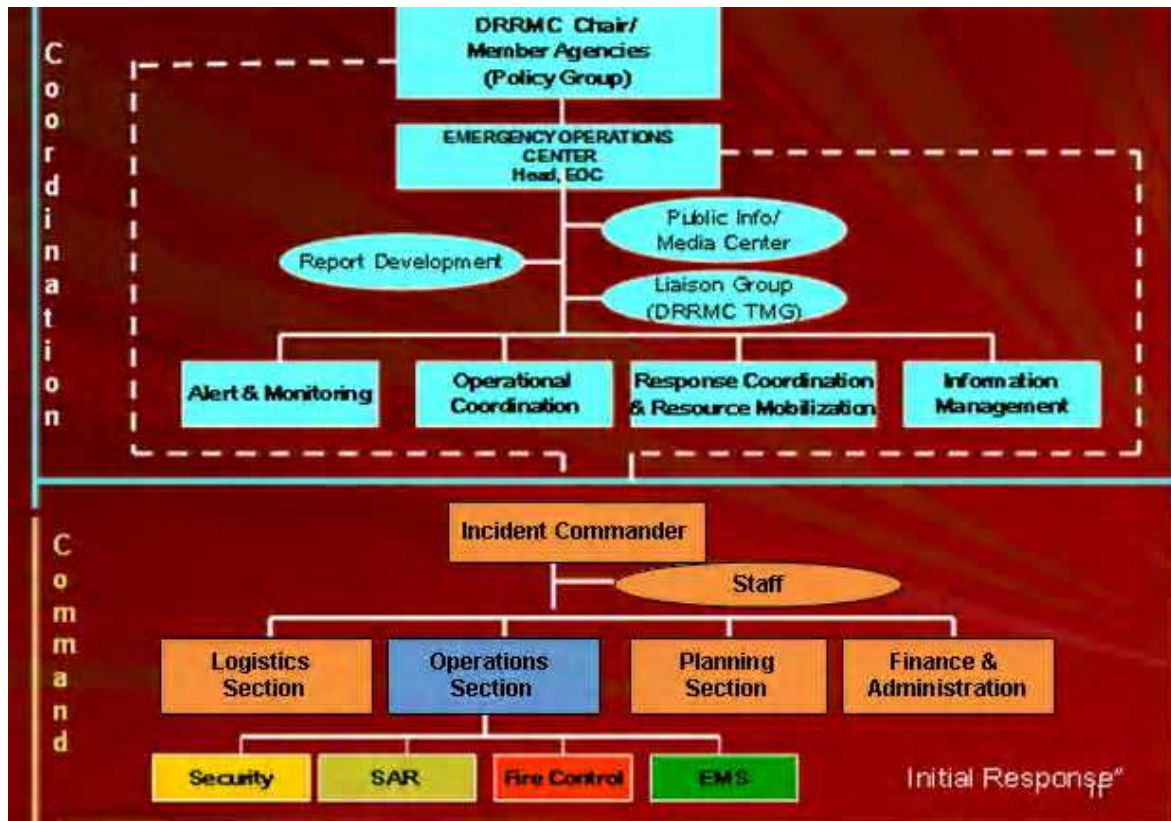 Coordination
DRRMC Chair/
Member Agencies
(Policy Group)
EMERGENCY OPERATIONS
CENTER
Head, EOC
Public Info/
Media Center
Report Development
Liaison Group
(DRRMC TMG)
Alert & Monitoring
Operational
Coordination
Response Coordination
& Resource Mobilization
Information
Management
Command
Incident Commander
Staff
Logistics
Section
Operations
Section
Planning
Section
Finance &
Administration
Security
SAR
Fire Control
EMS
Initial Response"